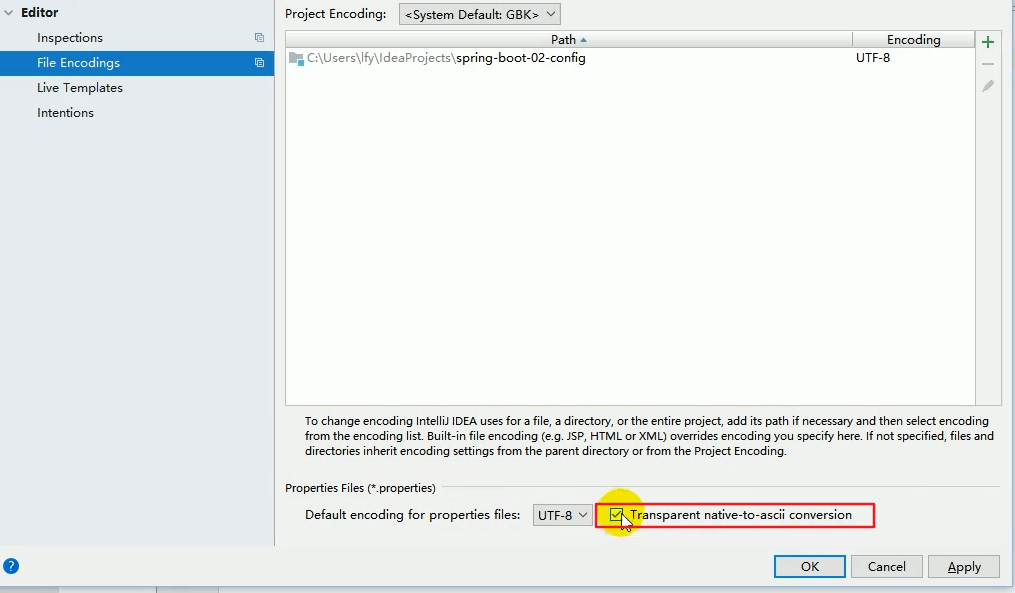 Editor
Inspections
File Encodings
Live Templates
Intentions
Project Encoding: <System Default: GBK>
Path Encoding
C:\Users\lfy\IdeaProjects\spring-boot-02-config UTF-8
To change encoding IntelliJ IDEA uses for a file, a directory, or the entire project, add its path if necessary and then select encoding
from the encoding list. Built-in file encoding (e.g. JSP, HTML or XML) overrides encoding you specify here. If not specified, files and
directories inherit encoding settings from the parent directory or from the Project Encoding.
Properties Files (*.properties)
Default encoding for properties files: UTF-8 Transparent native-to-ascii conversion
? OK Cancel Apply